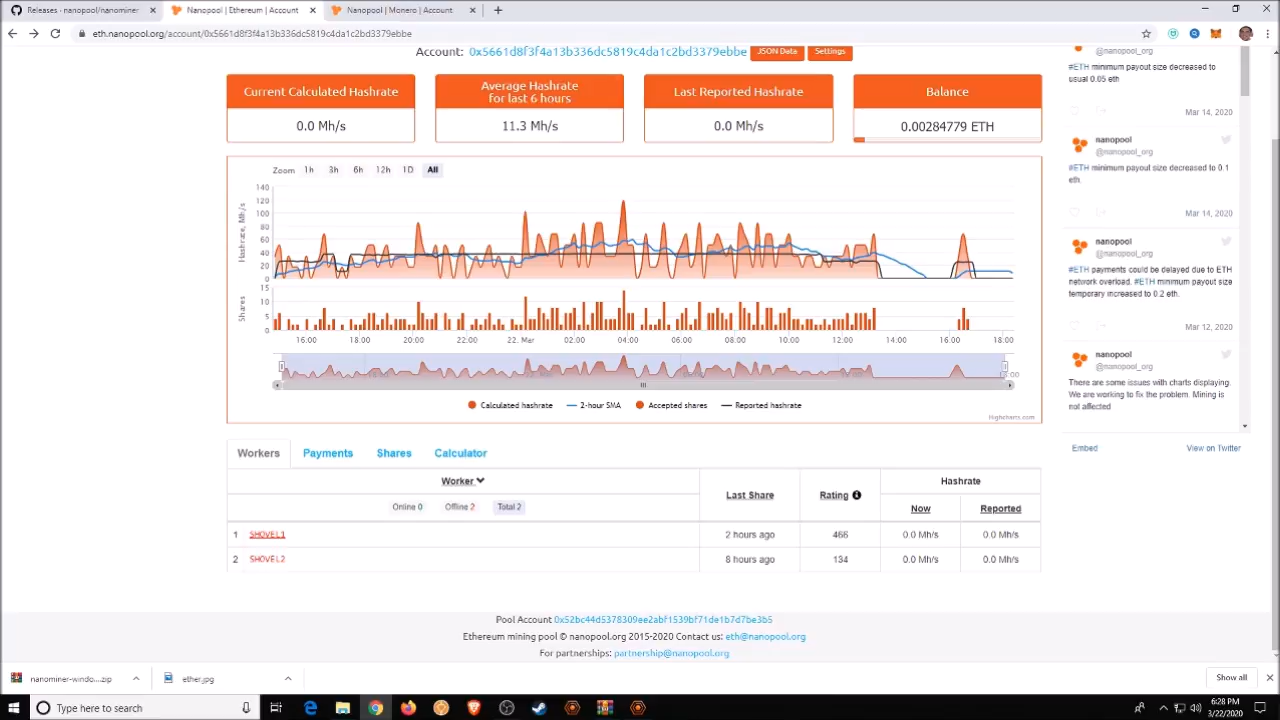 Releases · nanopool/nanominer
Nanopool | Ethereum | Account
Nanopool | Monero | Account
eth.nanopool.org/account/0x5661d8f3f4a13b336dc5819c4da1c2bd3379ebbe
Account: 0x5661d8f3f4a13b336dc5819c4da1c2bd3379ebbe
JSON Data
Settings
Current Calculated Hashrate
0.0 Mh/s
Average Hashrate
for last 6 hours
11.3 Mh/s
Last Reported Hashrate
0.0 Mh/s
Balance
0.00284779 ETH
Zoom 1h 3h 6h 12h 1D All
Hashrate, Mh/s
140
120
100
80
60
40
20
0
Shares
15
10
5
0
16:00 18:00 20:00 22. Mar 02:00 04:00 06:00 08:00 10:00 12:00 14:00 16:00 18:00
Calculated hashrate 2-hour SMA Accepted shares Reported hashrate
Highcharts.com
Workers Payments Shares Calculator
Worker
Online 0 Offline 2 Total 2
Last Share
Rating
Hashrate
Now
Reported
1 SHOVEL1 2 hours ago 466 0.0 Mh/s 0.0 Mh/s
2 SHOVEL2 8 hours ago 134 0.0 Mh/s 0.0 Mh/s
Pool Account 0x52bc44d5378309ee2abf1539bf71de1b7d7be3b5
Ethereum mining pool © nanopool.org 2015-2020 Contact us: eth@nanopool.org
For partnerships: partnership@nanopool.org
@nanopool_org
#ETH minimum payout size decreased to
usual 0.05 eth
Mar 14, 2020
nanopool
@nanopool_org
#ETH minimum payout size decreased to 0.1
eth.
Mar 14, 2020
nanopool
@nanopool_org
#ETH payments could be delayed due to ETH
network overload. #ETH minimum payout size
temporary increased to 0.2 eth.
Mar 12, 2020
nanopool
@nanopool_org
There are some issues with charts displaying.
We are working to fix the problem. Mining is
not affected
Embed
View on Twitter
nanominer-windo....zip
ether.jpg
Show all
Type here to search
6:28 PM
3/22/2020